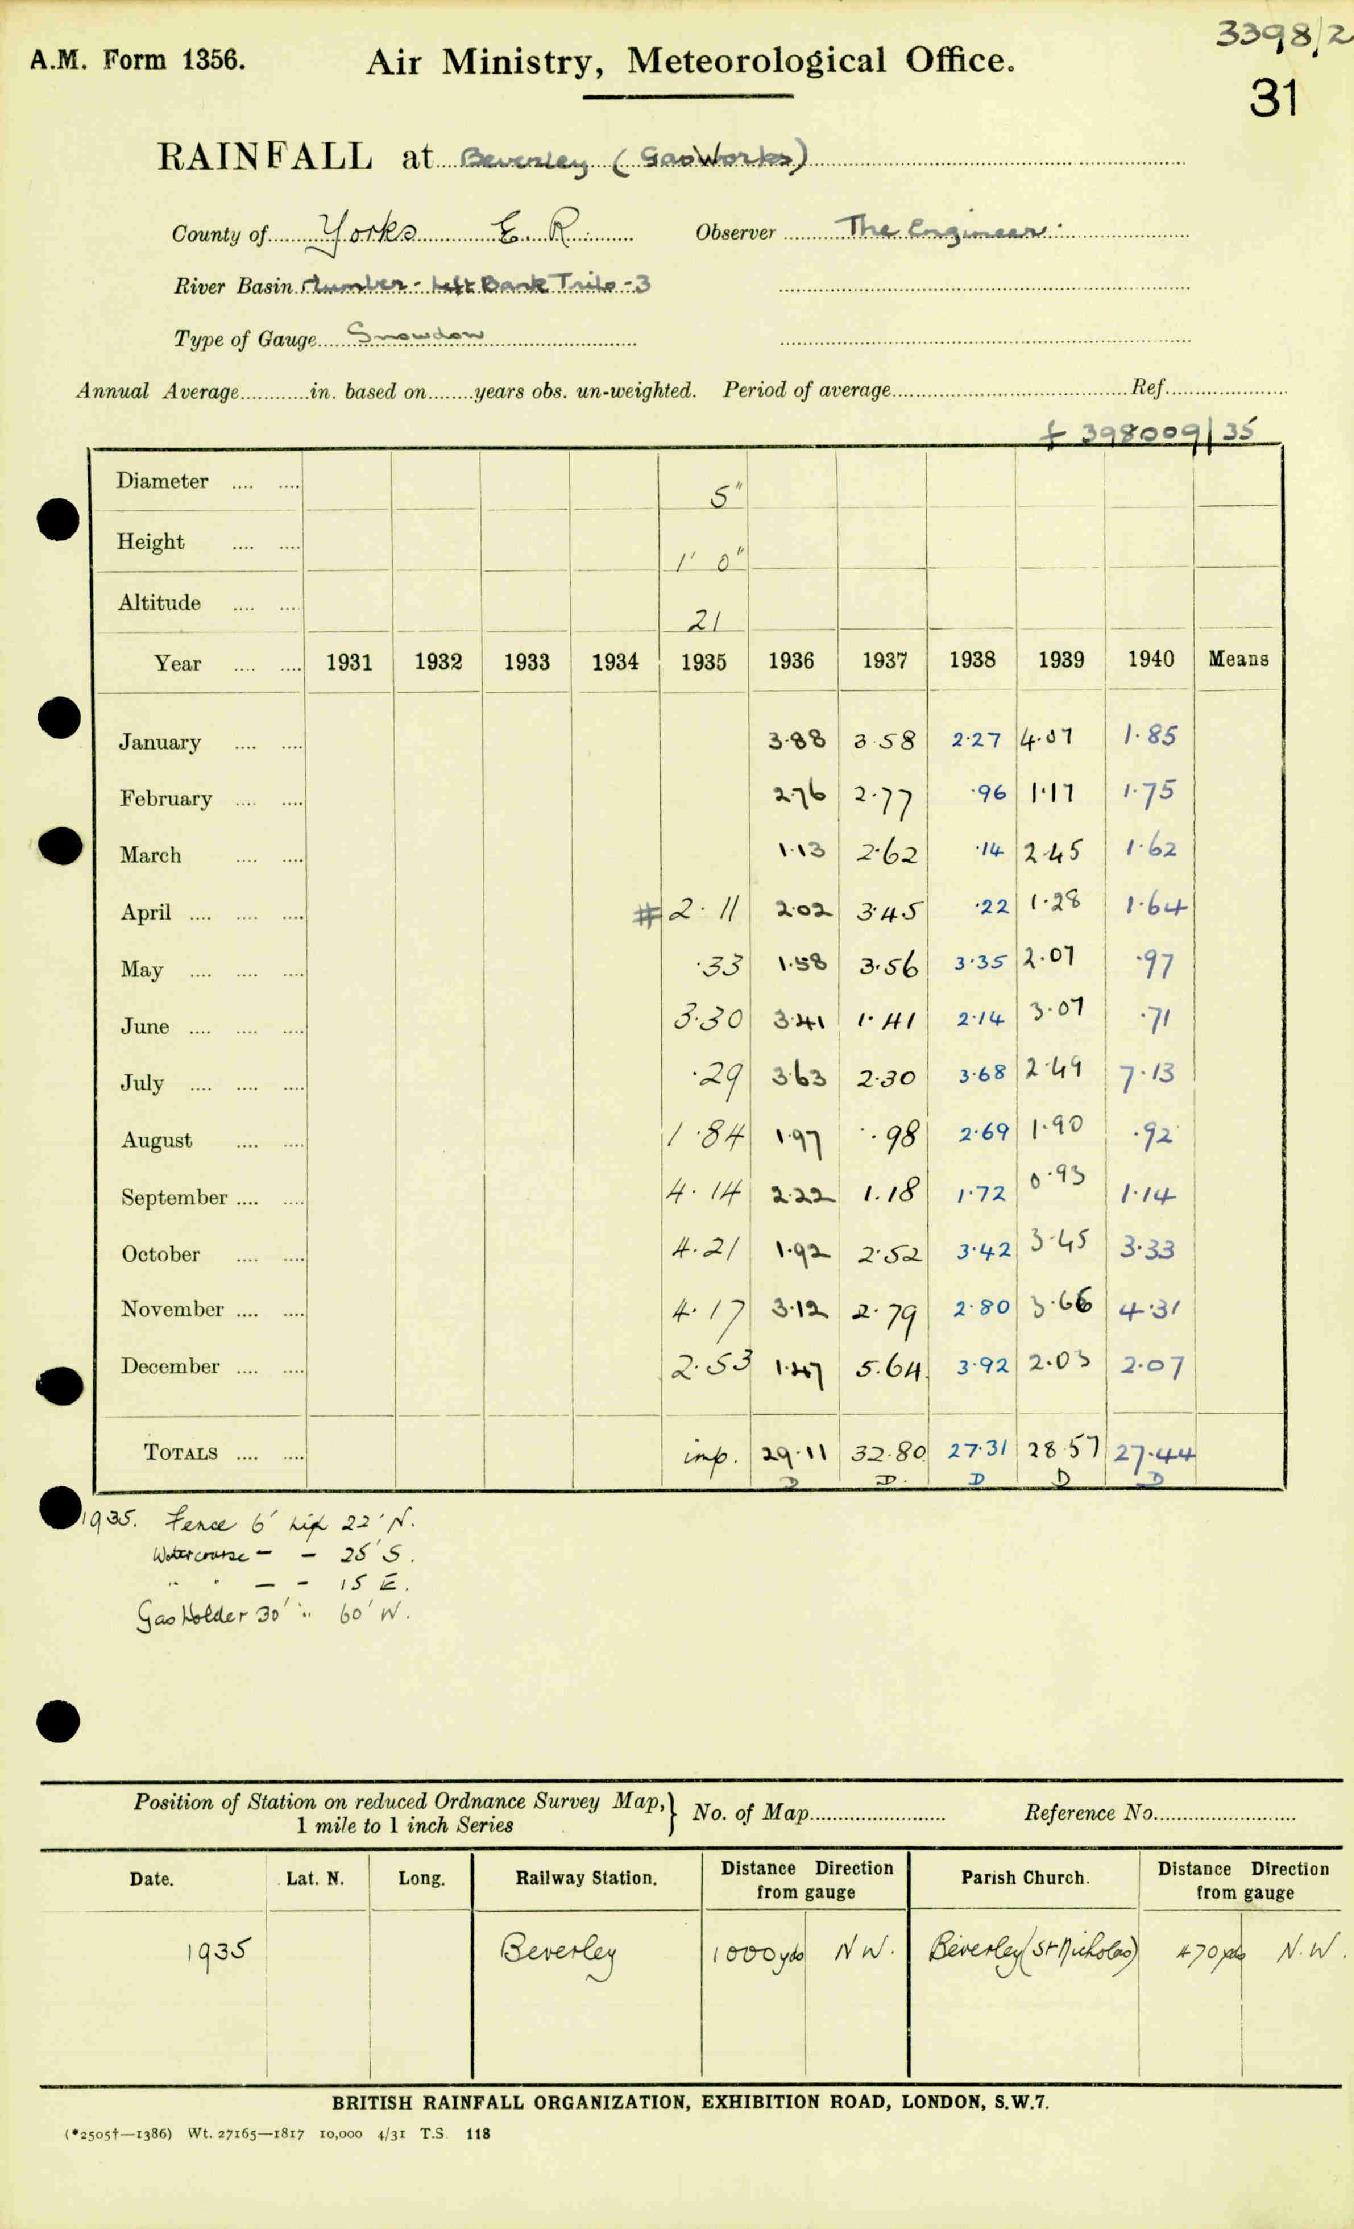 3398/2
A.M. Form 1356.
Air Ministry, Meteorological Office.
31
RAINFALL at Beverley (GasWorks)
County of Yorks E. R. Observer The Engineer.
River Basin Humber - Left Bank Tribs - 3
Type of Gauge Snowdon
Annual Average in. based on years obs. un-weighted. Period of average Ref.
398009/35
Diameter 5"
Height 1' 0"
Altitude 21
Year 1931 1932 1933 1934 1935 1936 1937 1938 1939 1940 Means
January 3.88 3.58 2.27 4.07 1.85
February 2.76 2.77 .96 1.17 1.75
March 1.13 2.62 .14 2.45 1.62
April # 2.11 2.02 3.45 .22 1.28 1.64
May .33 1.58 3.56 3.35 2.07 .97
June 3.30 3.41 1.41 2.14 3.07 .71
July .29 3.63 2.30 3.68 2.49 7.13
August 1.84 1.97 .98 2.69 1.90 .92
September 4.14 2.22 1.18 1.72 0.93 1.14
October 4.21 1.92 2.52 3.42 3.45 3.33
November 4.17 3.12 2.79 2.80 3.66 4.31
December 2.53 1.47 5.64 3.92 2.03 2.07
TOTALS imp. 29.11 32.80 27.31 28.57 27.44
D D. D D D
1935. Fence 6' high 22' N.
Watercourse - - 25' S.
" " - - 15 E.
Gas Holder 30' " 60' W.
Position of Station on reduced Ordnance Survey Map, 1 mile to 1 inch Series } No. of Map Reference No.
Date. Lat. N. Long. Railway Station. Distance Direction from gauge Parish Church. Distance Direction from gauge
1935 Beverley 1000 yds N W. Beverley (St Nicholas) 470 yds N.W.
BRITISH RAINFALL ORGANIZATION, EXHIBITION ROAD, LONDON, S.W.7.
(*2505†—1386) Wt. 27165—1817 10,000 4/31 T.S. 118